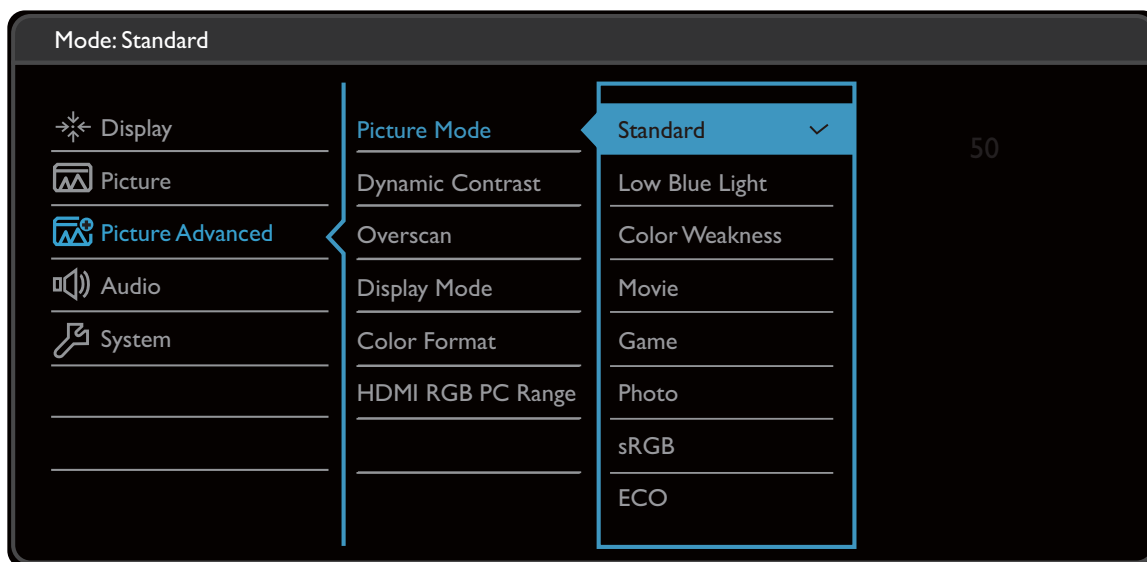 Mode: Standard
Display
Picture
Picture Advanced
Audio
System
Picture Mode
Dynamic Contrast
Overscan
Display Mode
Color Format
HDMI RGB PC Range
Standard
Low Blue Light
Color Weakness
Movie
Game
Photo
sRGB
ECO
50